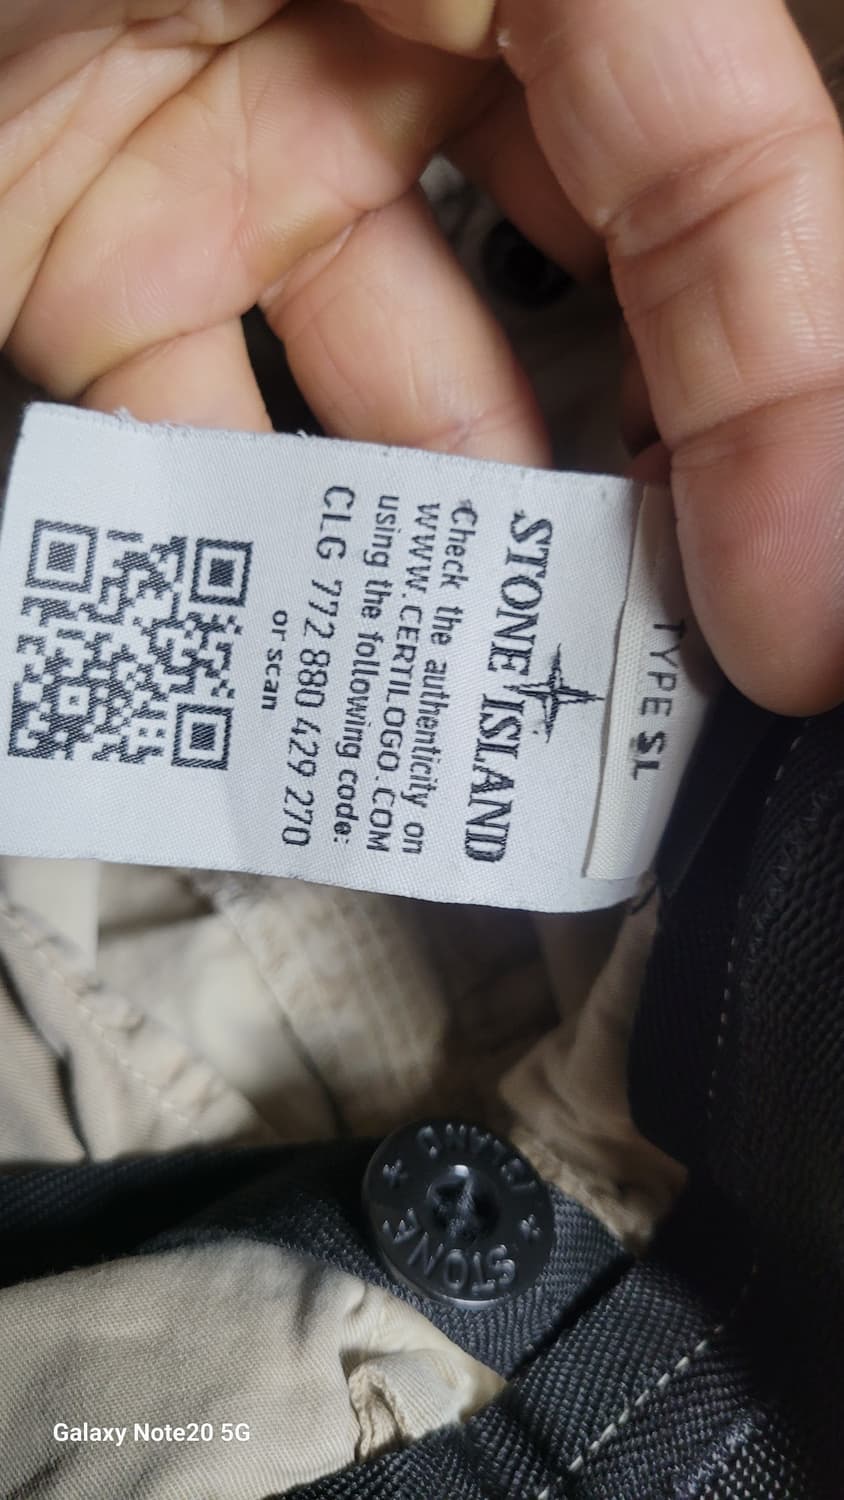 TYPE SL
STONE ISLAND
Check the authenticity on
WWW.CERTILOGO.COM
using the following code:
CLG 772 880 429 270
or scan
STONE
ISLAND
Galaxy Note20 5G